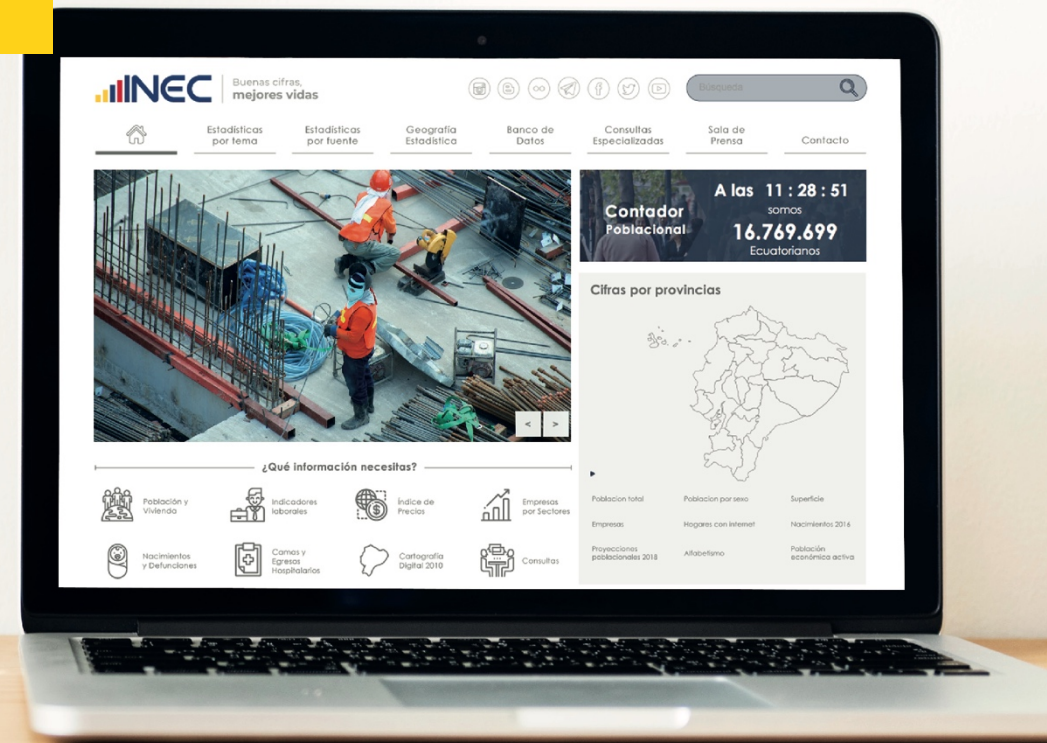 INEC
Buenas cifras,
mejores vidas
Búsqueda
Estadísticas
por tema
Estadísticas
por fuente
Geografía
Estadística
Banco de
Datos
Consultas
Especializadas
Sala de
Prensa
Contacto
Contador
Poblacional
A las 11 : 28 : 51
somos
16.769.699
Ecuatorianos
Cifras por provincias
< >
¿Qué información necesitas?
Población y
Vivienda
Indicadores
laborales
Índice de
Precios
Empresas
por Sectores
Nacimientos
y Defunciones
Camas y
Egresos
Hospitalarios
Cartografía
Digital 2010
Consultas
Poblacion total
Poblacion por sexo
Superficie
Empresas
Hogares con internet
Nacimientos 2016
Proyecciones
poblacionales 2018
Alfabetismo
Población
económica activa